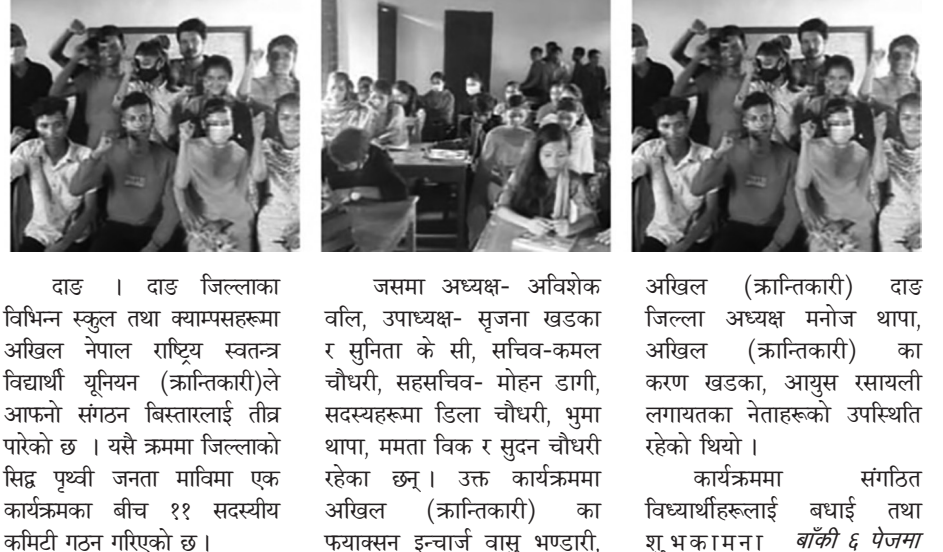 दाङ । दाङ जिल्लाका
विभिन्न स्कुल तथा क्याम्पसहरूमा
अखिल नेपाल राष्ट्रिय स्वतन्त्र
विद्यार्थी यूनियन (क्रान्तिकारी)ले
आफनो संगठन बिस्तारलाई तीव्र
पारेको छ । यसै क्रममा जिल्लाको
सिद्व पृथ्वी जनता माविमा एक
कार्यक्रमका बीच ११ सदस्यीय
कमिटी गठन गरिएको छ ।
जसमा अध्यक्ष- अविशेक
वलि, उपाध्यक्ष- सृजना खडका
र सुनिता के सी, सचिव-कमल
चौधरी, सहसचिव- मोहन डागी,
सदस्यहरूमा डिला चौधरी, भुमा
थापा, ममता विक र सुदन चौधरी
रहेका छन् । उक्त कार्यक्रममा
अखिल (क्रान्तिकारी) का
फयाक्सन इन्चार्ज वासु भण्डारी,
अखिल (क्रान्तिकारी) दाङ
जिल्ला अध्यक्ष मनोज थापा,
अखिल (क्रान्तिकारी) का
करण खडका, आयुस रसायली
लगायतका नेताहरूको उपस्थिति
रहेको थियो ।
कार्यक्रममा संगठित
विध्यार्थीहरूलाई बधाई तथा
शुभकामना बाँकी ६ पेजमा